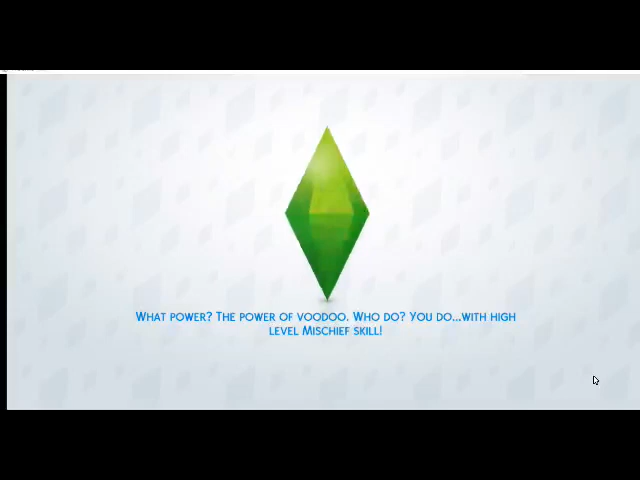 What power? The power of voodoo. Who do? You do...with high
level Mischief skill!